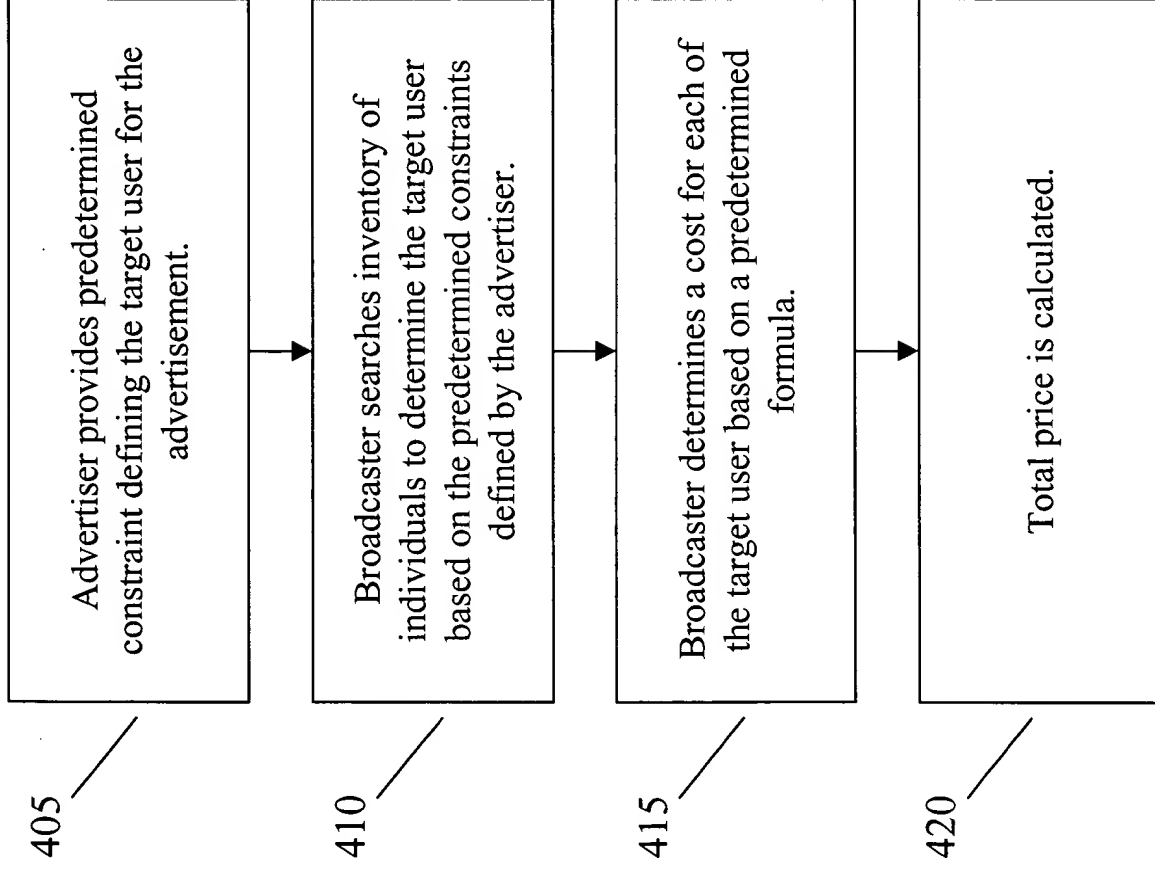 405
Advertiser provides predetermined
constraint defining the target user for the
advertisement.
410
Broadcaster searches inventory of
individuals to determine the target user
based on the predetermined constraints
defined by the advertiser.
415
Broadcaster determines a cost for each of
the target user based on a predetermined
formula.
420
Total price is calculated.